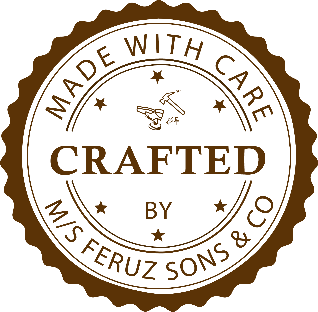 MADE WITH CARE
CRAFTED
BY
M/S FERUZ SONS & CO